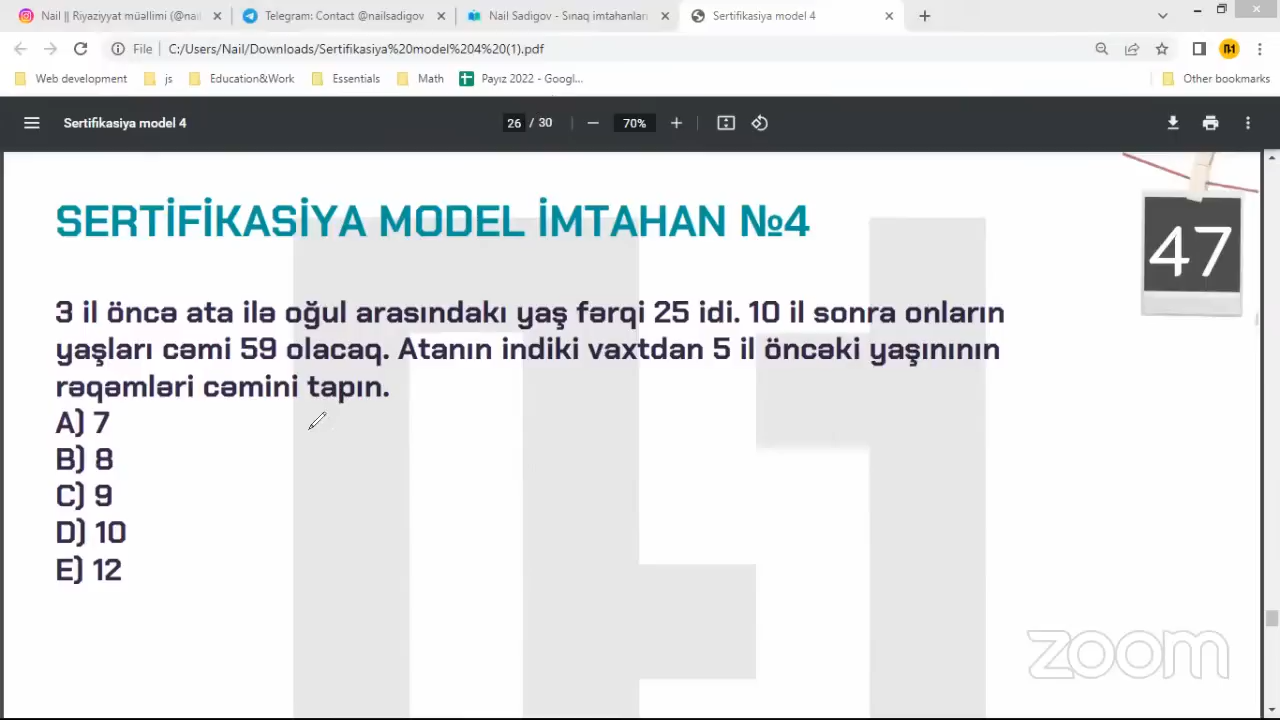 Nail || Riyaziyyat müəllimi (@nail
Telegram: Contact @nailsadigov
Nail Sadigov - Sınaq imtahanları
Sertifikasiya model 4
File
C:/Users/Nail/Downloads/Sertifikasiya%20model%204%20(1).pdf
Web development
js
Education&Work
Essentials
Math
Payız 2022 - Googl...
Other bookmarks
Sertifikasiya model 4
26 / 30
70%
SERTİFİKASİYA MODEL İMTAHAN №4
47
3 il öncə ata ilə oğul arasındakı yaş fərqi 25 idi. 10 il sonra onların
yaşları cəmi 59 olacaq. Atanın indiki vaxtdan 5 il öncəki yaşınının
rəqəmləri cəmini tapın.
A) 7
B) 8
C) 9
D) 10
E) 12
zoom